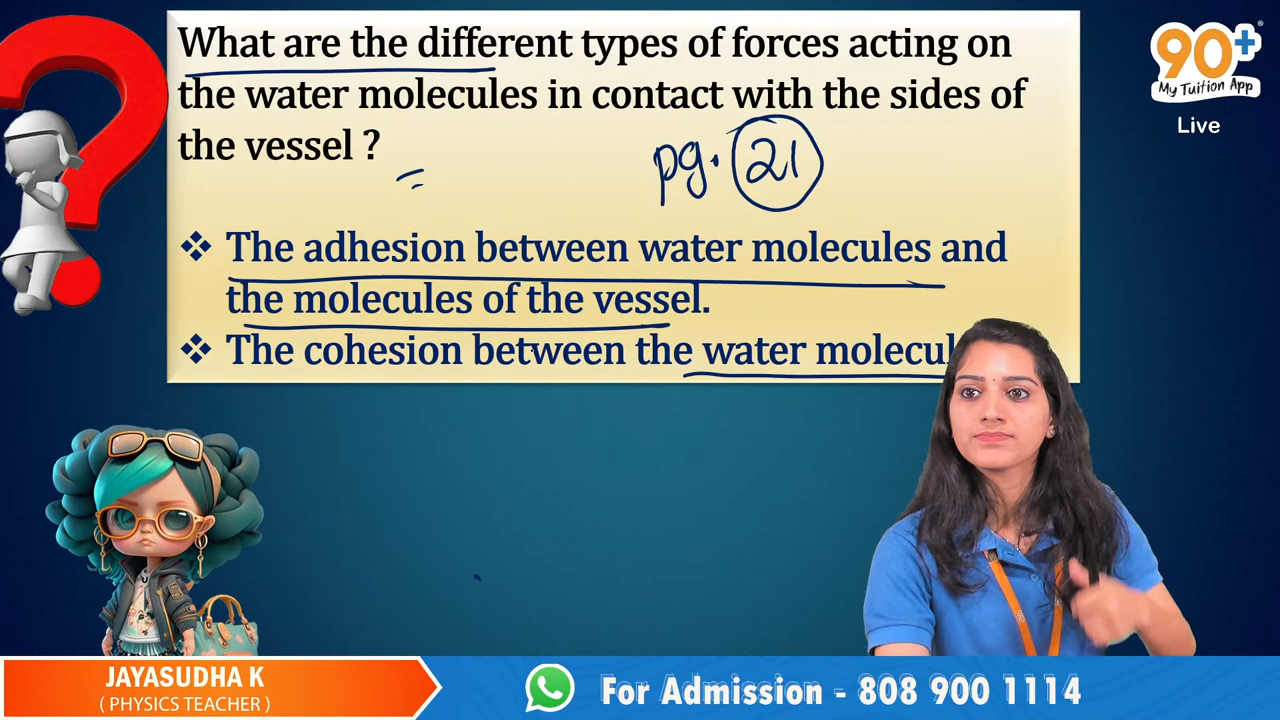 What are the different types of forces acting on
the water molecules in contact with the sides of
the vessel ?
pg. 21
❖ The adhesion between water molecules and
the molecules of the vessel.
❖ The cohesion between the water molecul
90+
My Tuition App
Live
JAYASUDHA K
( PHYSICS TEACHER )
For Admission - 808 900 1114